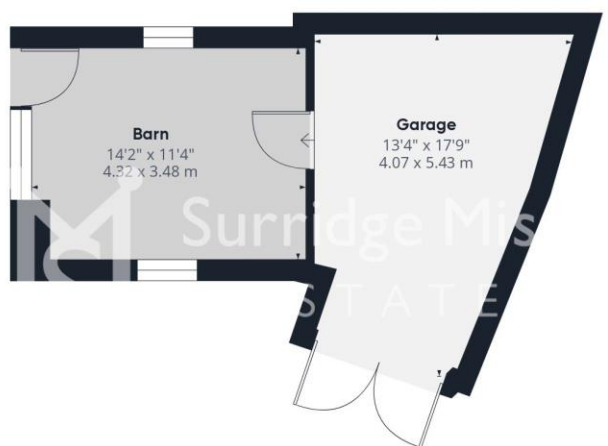 Barn
14'2" x 11'4"
4.32 x 3.48 m
Garage
13'4" x 17'9"
4.07 x 5.43 m
Surridge Mis
ESTATE